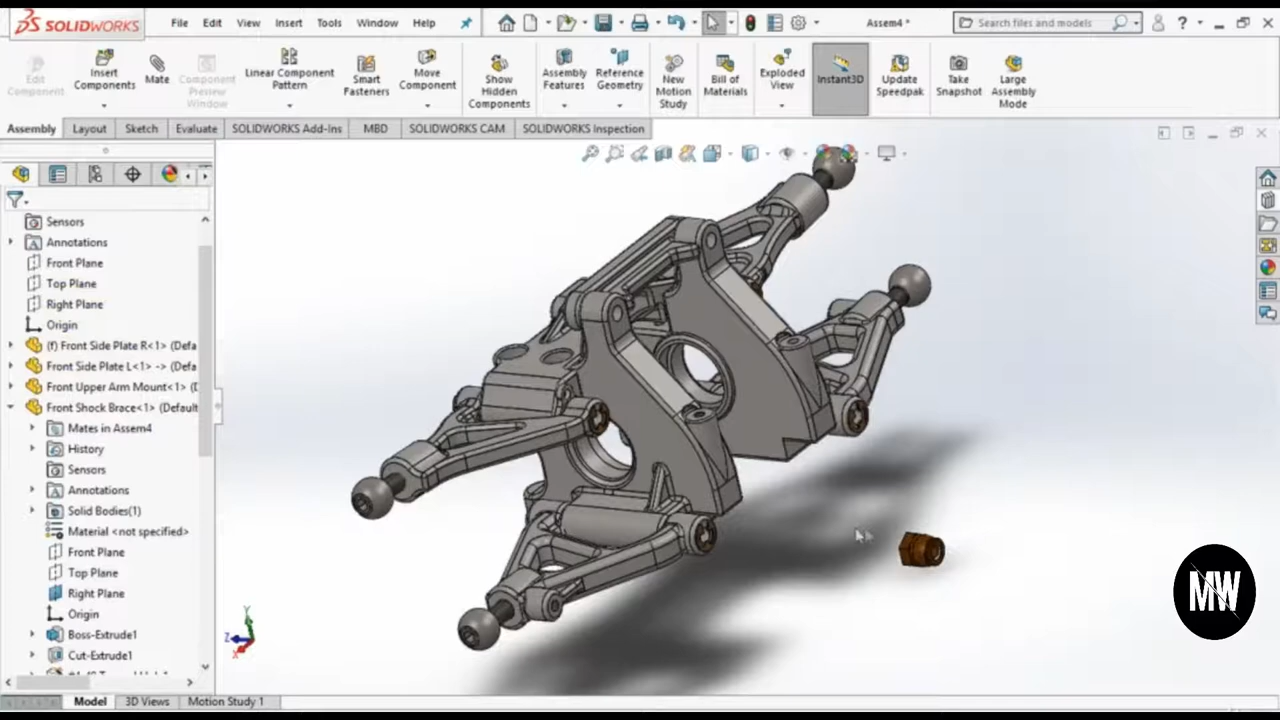 SOLIDWORKS
File Edit View Insert Tools Window Help
Assem4 *
Search files and models
?
Edit Component
Insert Components
Mate
Component Preview Window
Linear Component Pattern
Smart Fasteners
Move Component
Show Hidden Components
Assembly Features
Reference Geometry
New Motion Study
Bill of Materials
Exploded View
Instant3D
Update Speedpak
Take Snapshot
Large Assembly Mode
Assembly Layout Sketch Evaluate SOLIDWORKS Add-Ins MBD SOLIDWORKS CAM SOLIDWORKS Inspection
Sensors
Annotations
Front Plane
Top Plane
Right Plane
Origin
(f) Front Side Plate R<1> (Defa
Front Side Plate L<1> -> (Defa
Front Upper Arm Mount<1> (D
Front Shock Brace<1> (Default
Mates in Assem4
History
Sensors
Annotations
Solid Bodies(1)
Material <not specified>
Front Plane
Top Plane
Right Plane
Origin
Boss-Extrude1
Cut-Extrude1
Y
Z
X
MW
Model 3D Views Motion Study 1